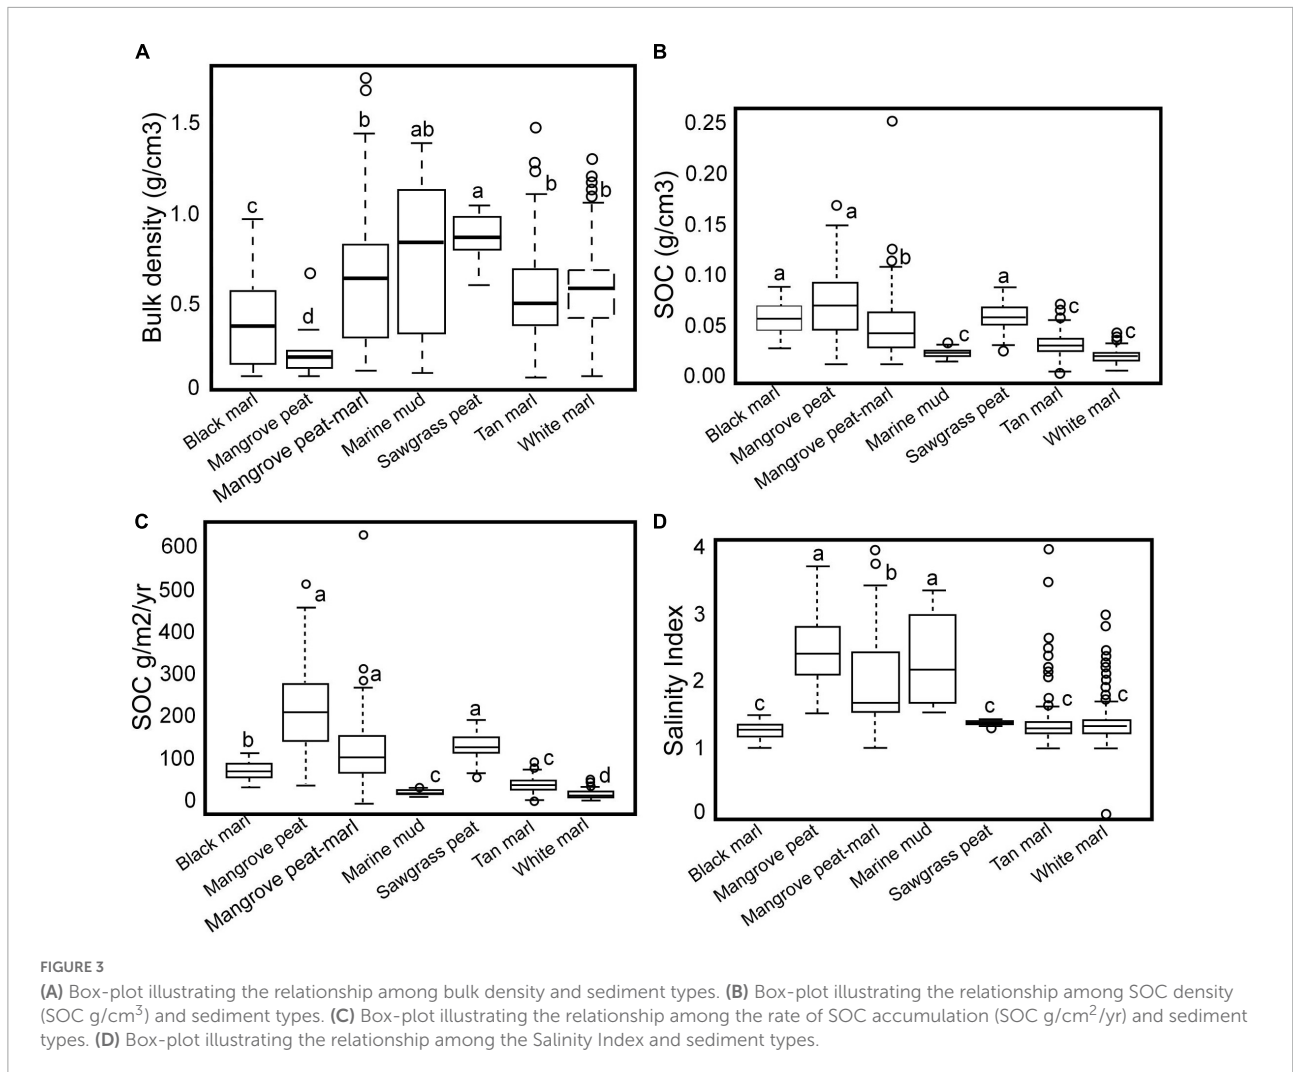 A
Bulk density (g/cm3)
1.5
1.0
0.5
0
c
d
b
ab
a
b
b
Black marl
Mangrove peat
Mangrove peat-marl
Marine mud
Sawgrass peat
Tan marl
White marl
B
SOC (g/cm3)
0.25
0.20
0.15
0.10
0.05
0.00
a
a
b
c
a
c
c
Black marl
Mangrove peat
Mangrove peat-marl
Marine mud
Sawgrass peat
Tan marl
White marl
C
SOC g/m2/yr
600
500
400
300
200
100
0
b
a
a
c
a
c
d
Black marl
Mangrove peat
Mangrove peat-marl
Marine mud
Sawgrass peat
Tan marl
White marl
D
Salinity Index
4
3
2
1
0
c
a
b
a
c
c
c
Black marl
Mangrove peat
Mangrove peat-marl
Marine mud
Sawgrass peat
Tan marl
White marl
FIGURE 3
(A) Box-plot illustrating the relationship among bulk density and sediment types. (B) Box-plot illustrating the relationship among SOC density
(SOC g/cm³) and sediment types. (C) Box-plot illustrating the relationship among the rate of SOC accumulation (SOC g/cm²/yr) and sediment
types. (D) Box-plot illustrating the relationship among the Salinity Index and sediment types.